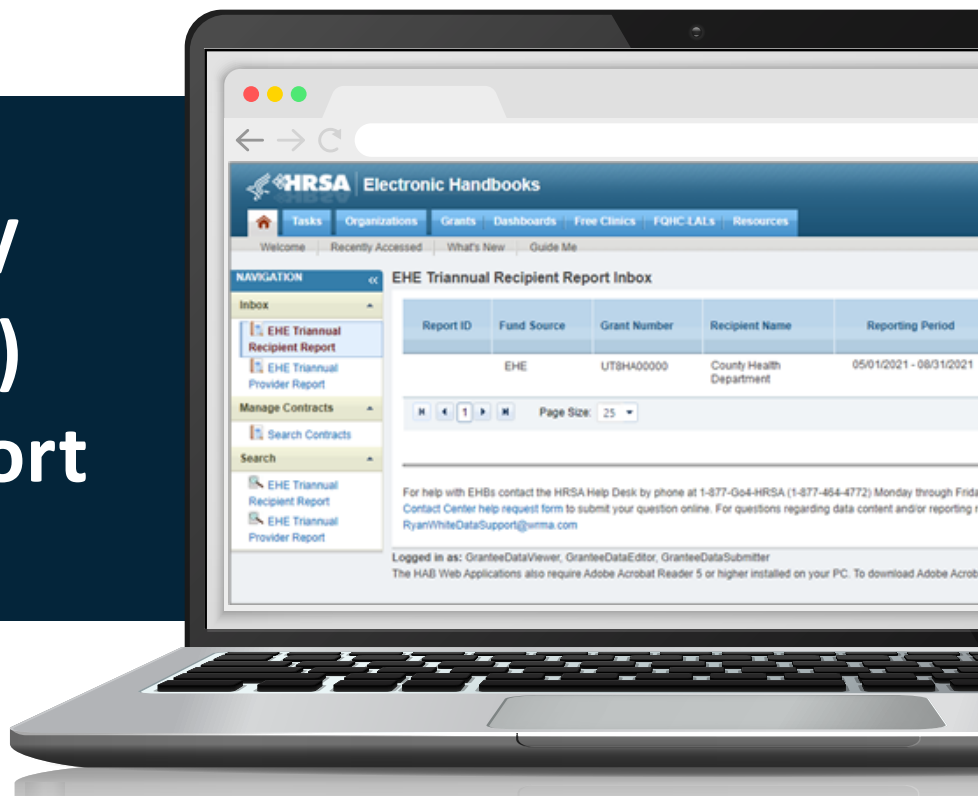 )
ort
HRSA Electronic Handbooks
Tasks Organizations Grants Dashboards Free Clinics FQHC-LALs Resources
Welcome Recently Accessed What's New Guide Me
NAVIGATION «
Inbox
EHE Triannual
Recipient Report
EHE Triannual
Provider Report
Manage Contracts
Search Contracts
Search
EHE Triannual
Recipient Report
EHE Triannual
Provider Report
EHE Triannual Recipient Report Inbox
Report ID Fund Source Grant Number Recipient Name Reporting Period
EHE UT8HA00000 County Health 05/01/2021 - 08/31/2021
Department
1 Page Size: 25
For help with EHBs contact the HRSA Help Desk by phone at 1-877-Go4-HRSA (1-877-464-4772) Monday through Frida
Contact Center help request form to submit your question online. For questions regarding data content and/or reporting
RyanWhiteDataSupport@wrma.com
Logged in as: GranteeDataViewer, GranteeDataEditor, GranteeDataSubmitter
The HAB Web Applications also require Adobe Acrobat Reader 5 or higher installed on your PC. To download Adobe Acrob